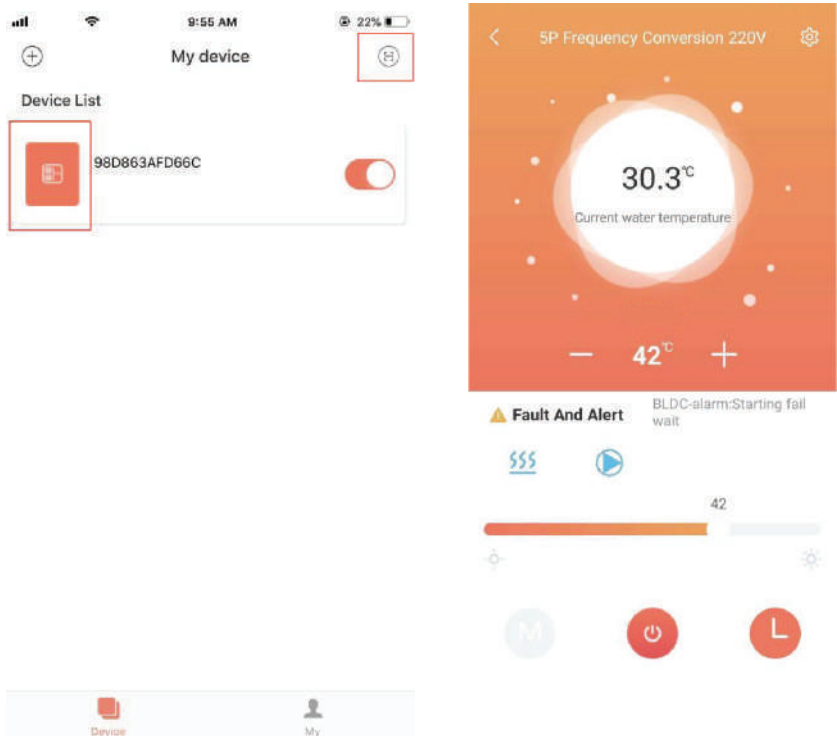 9:55 AM
22%
My device
Device List
98D863AFD66C
Device
My
5P Frequency Conversion 220V
30.3℃
Current water temperature
42℃
Fault And Alert
BLDC-alarm:Starting fail
wait
42
M